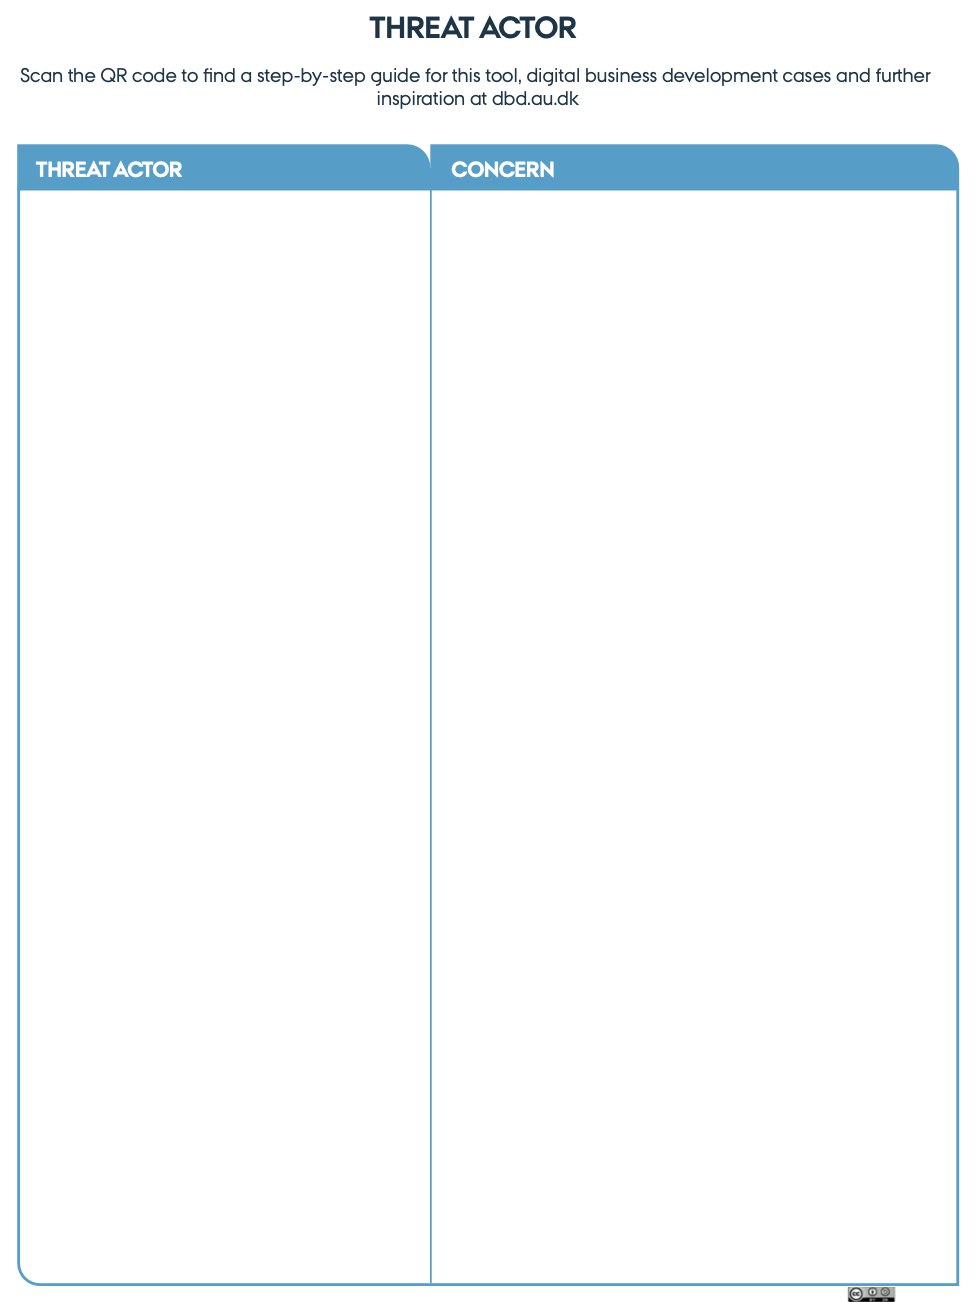 THREAT ACTOR
Scan the QR code to find a step-by-step guide for this tool, digital business development cases and further
inspiration at dbd.au.dk
THREAT ACTOR
CONCERN
cc